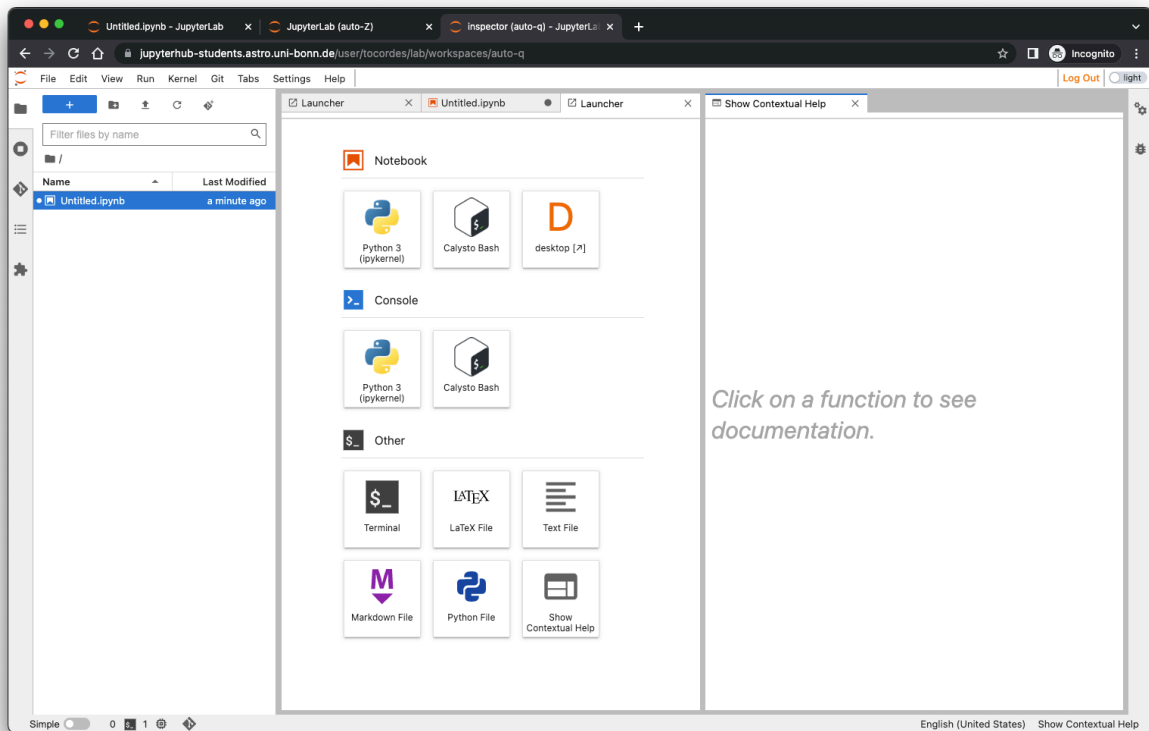 Untitled.ipynb - JupyterLab
JupyterLab (auto-Z)
inspector (auto-q) - JupyterLa
jupyterhub-students.astro.uni-bonn.de/user/tocordes/lab/workspaces/auto-q
Incognito
File Edit View Run Kernel Git Tabs Settings Help
Log Out
light
Filter files by name
/
Name Last Modified
Untitled.ipynb a minute ago
Launcher
Untitled.ipynb
Launcher
Notebook
Python 3
(ipykernel)
Calysto Bash
D
desktop [↗]
Console
Python 3
(ipykernel)
Calysto Bash
$_ Other
$_
Terminal
LATEX
LaTeX File
Text File
M
Markdown File
Python File
Show
Contextual Help
Show Contextual Help
Click on a function to see
documentation.
Simple 0 $_ 1
English (United States) Show Contextual Help